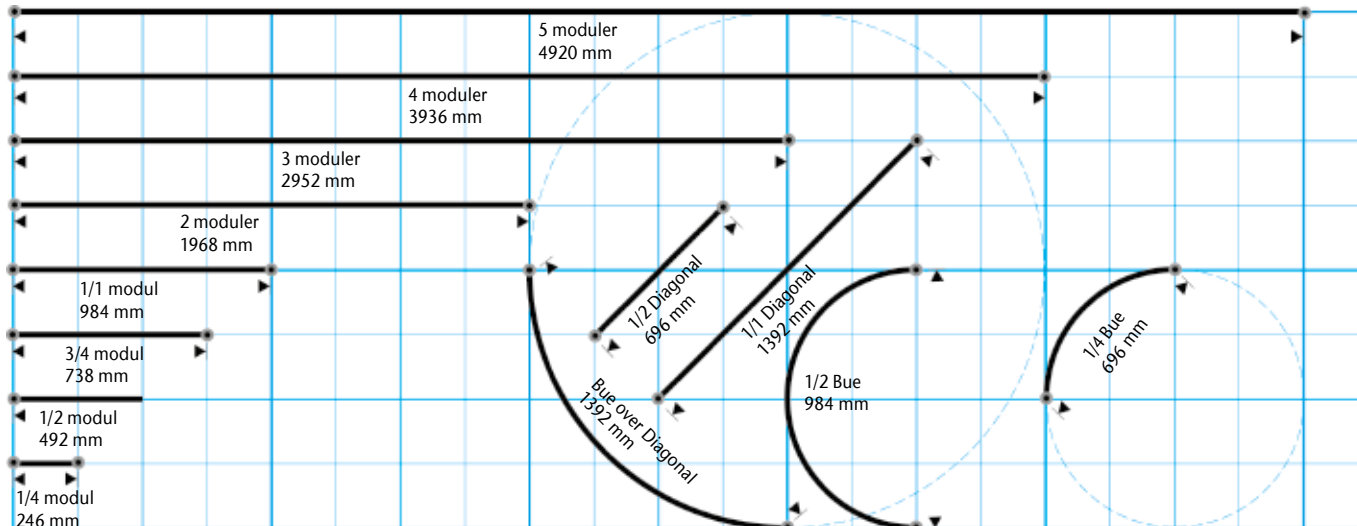 5 moduler
4920 mm
4 moduler
3936 mm
3 moduler
2952 mm
2 moduler
1968 mm
1/1 modul
984 mm
3/4 modul
738 mm
1/2 modul
492 mm
1/4 modul
246 mm
1/2 Diagonal
696 mm
1/1 Diagonal
1392 mm
Bue over Diagonal
1392 mm
1/2 Bue
984 mm
1/4 Bue
696 mm